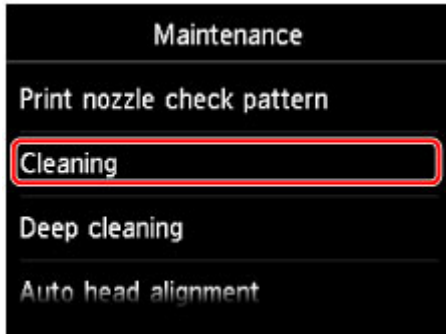 Maintenance
Print nozzle check pattern
Cleaning
Deep cleaning
Auto head alignment